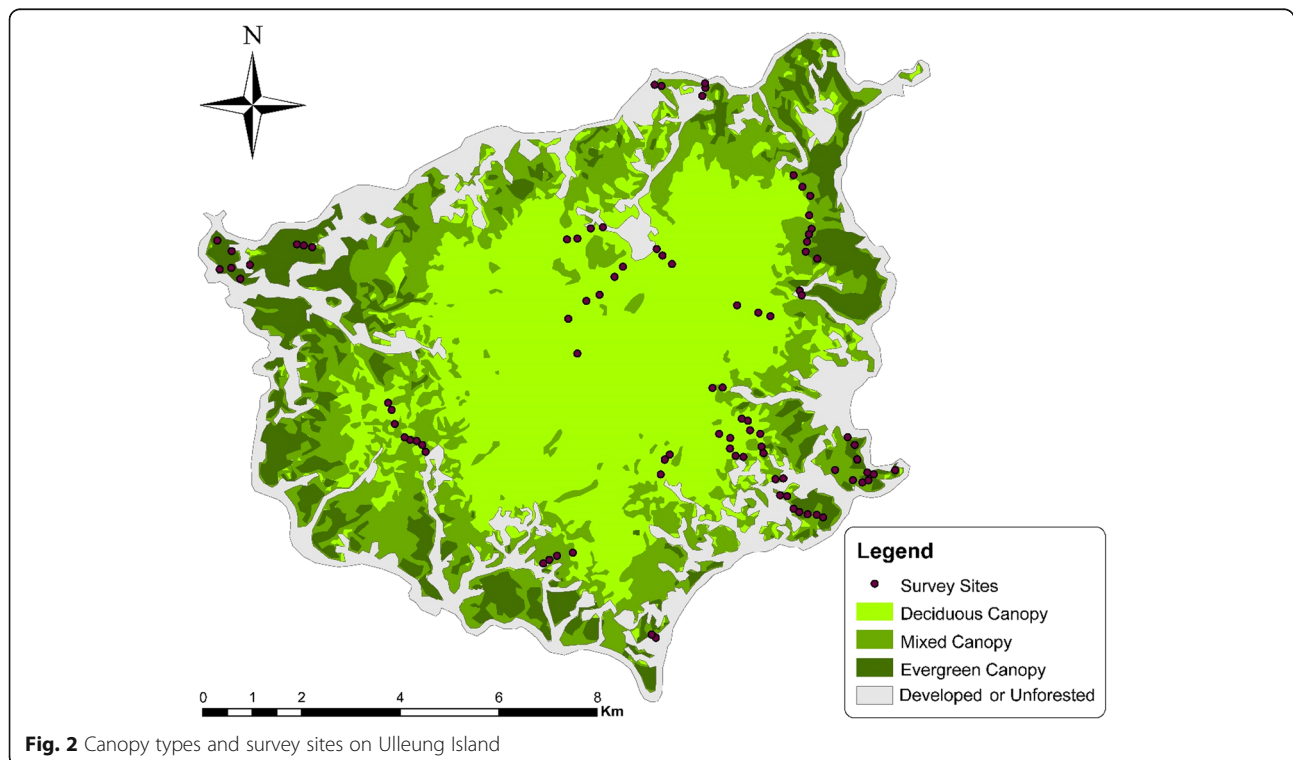 N
Legend
Survey Sites
Deciduous Canopy
Mixed Canopy
Evergreen Canopy
Developed or Unforested
0 1 2 4 6 8
Km
Fig. 2 Canopy types and survey sites on Ulleung Island